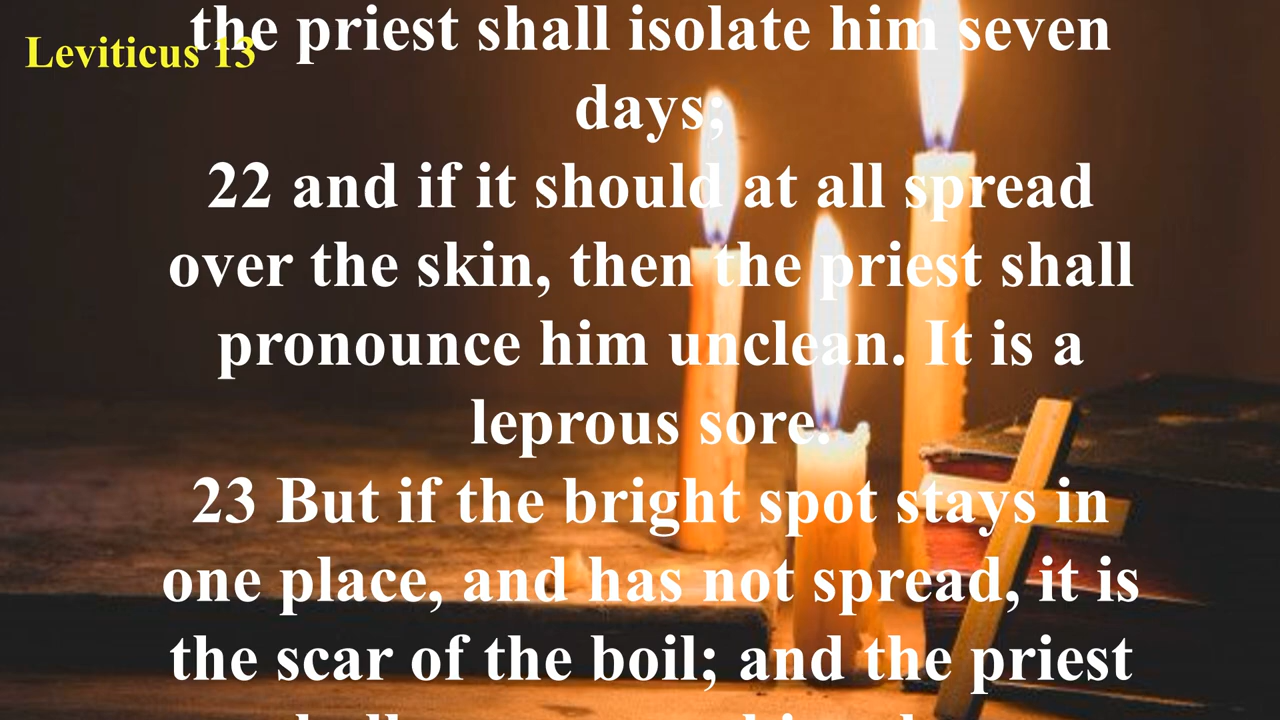 Leviticus 13
the priest shall isolate him seven
days;
22 and if it should at all spread
over the skin, then the priest shall
pronounce him unclean. It is a
leprous sore.
23 But if the bright spot stays in
one place, and has not spread, it is
the scar of the boil; and the priest